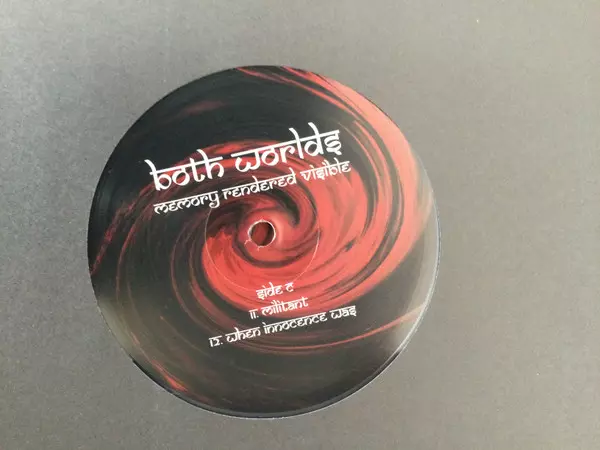 both worlds
memory rendered visible
side c
11. militant
12. when innocence was